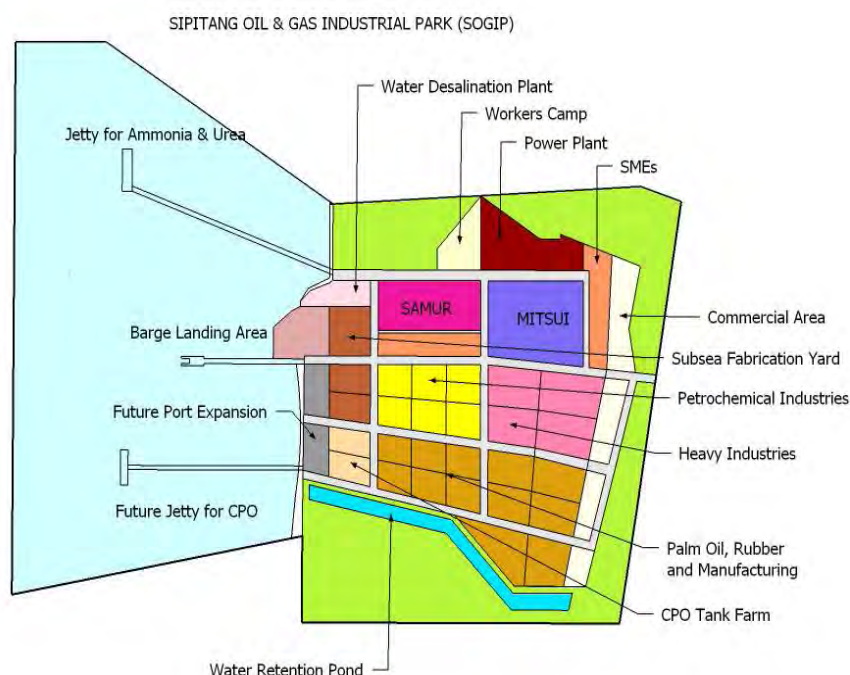 SIPITANG OIL & GAS INDUSTRIAL PARK (SOGIP)
Water Desalination Plant
Workers Camp
Jetty for Ammonia & Urea
Power Plant
SMEs
SAMUR
MITSUI
Commercial Area
Barge Landing Area
Subsea Fabrication Yard
Petrochemical Industries
Future Port Expansion
Heavy Industries
Future Jetty for CPO
Palm Oil, Rubber
and Manufacturing
CPO Tank Farm
Water Retention Pond